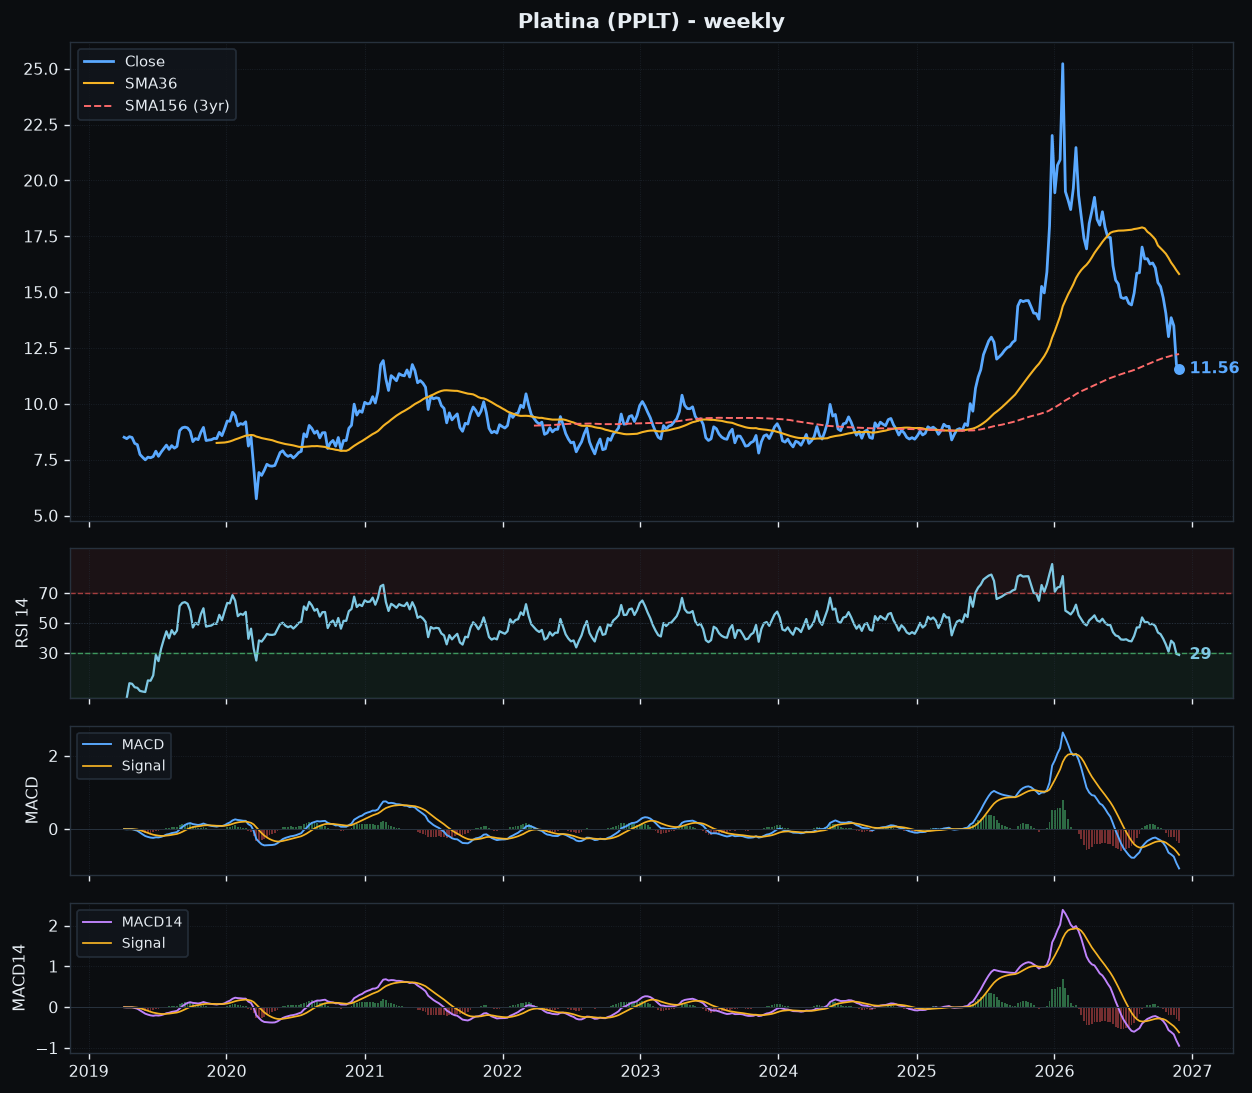 Platina (PPLT) - weekly
Close
SMA36
SMA156 (3yr)
25.0
22.5
20.0
17.5
15.0
12.5
10.0
7.5
5.0
11.56
RSI 14
70
50
30
29
MACD
MACD
Signal
2
0
MACD14
MACD14
Signal
2
1
0
−1
2019 2020 2021 2022 2023 2024 2025 2026 2027